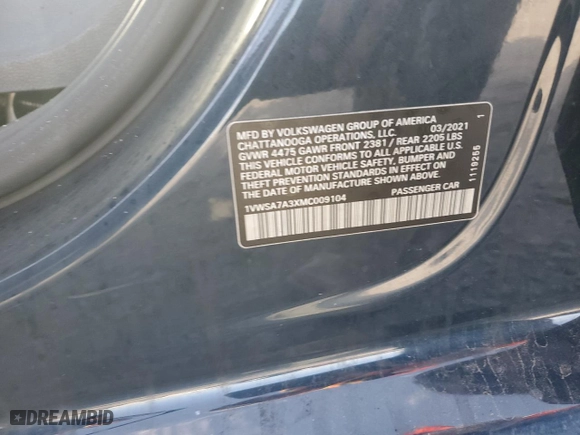 MFD BY VOLKSWAGEN GROUP OF AMERICA
CHATTANOOGA OPERATIONS, LLC. 03/2021
GVWR 4475 GAWR FRONT 2381 / REAR 2205 LBS
THIS VEHICLE CONFORMS TO ALL APPLICABLE U.S.
FEDERAL MOTOR VEHICLE SAFETY, BUMPER AND
THEFT PREVENTION STANDARDS IN EFFECT ON
THE DATE OF MANUFACTURE SHOWN ABOVE.
1VWSA7A3XMC009104 PASSENGER CAR
1119255 1
DREAMBID